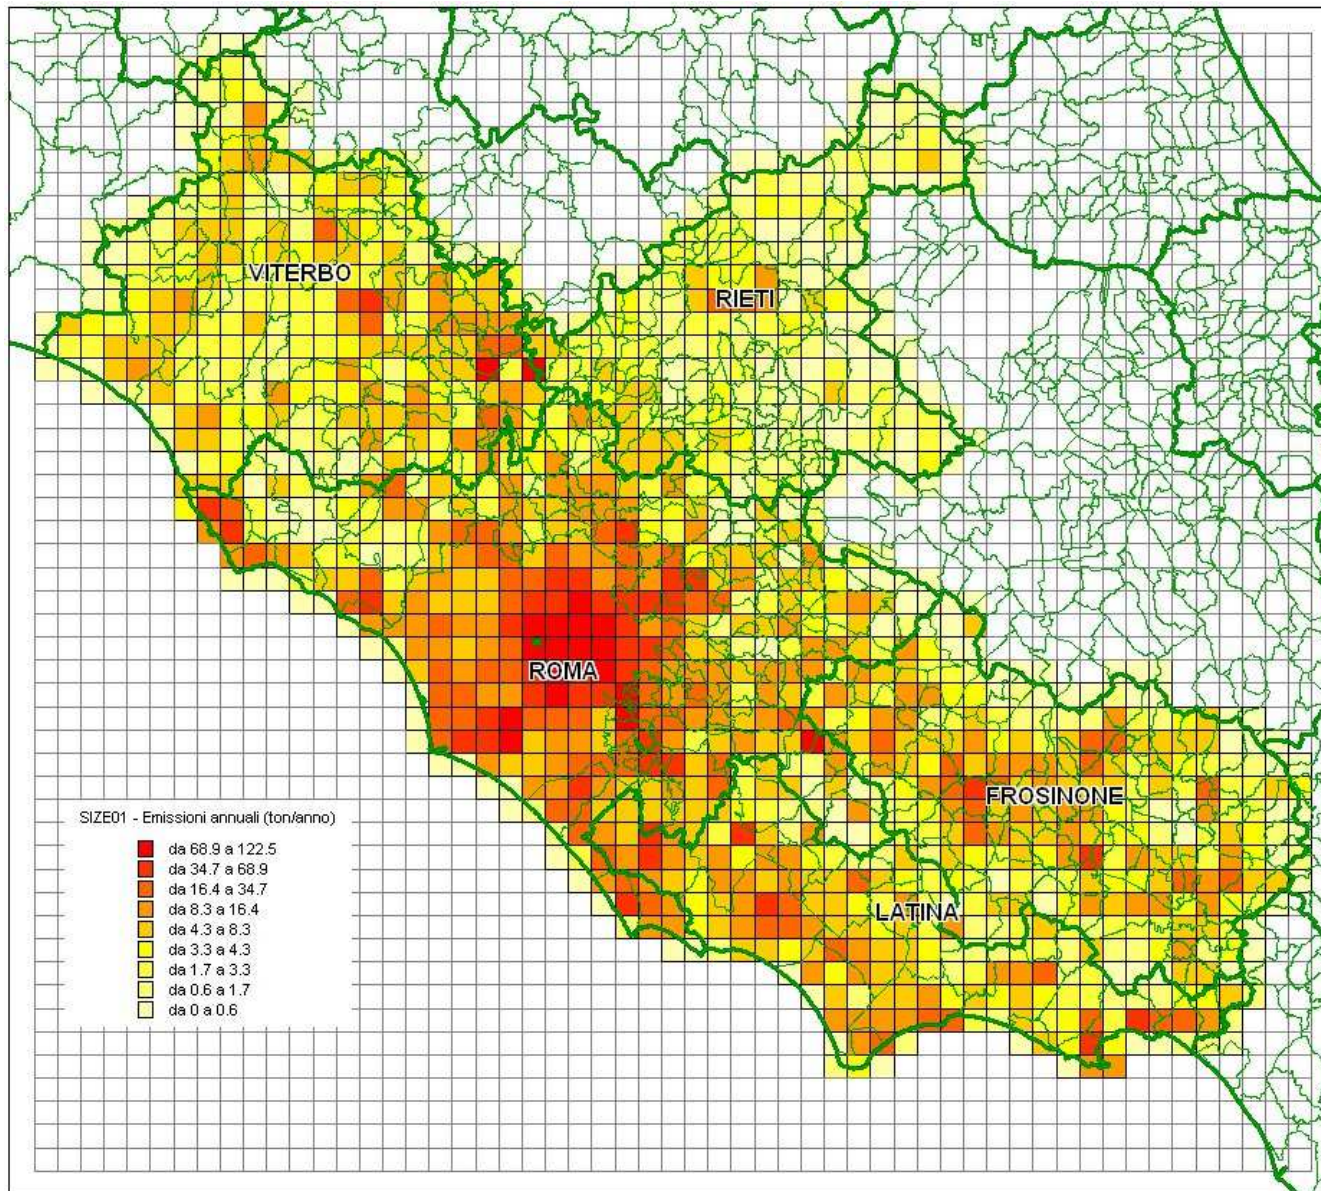 VITERBO
RIETI
ROMA
FROSINONE
LATINA
SIZE01 - Emissioni annuali (ton/anno)
da 68.9 a 122.5
da 34.7 a 68.9
da 16.4 a 34.7
da 8.3 a 16.4
da 4.3 a 8.3
da 3.3 a 4.3
da 1.7 a 3.3
da 0.6 a 1.7
da 0 a 0.6